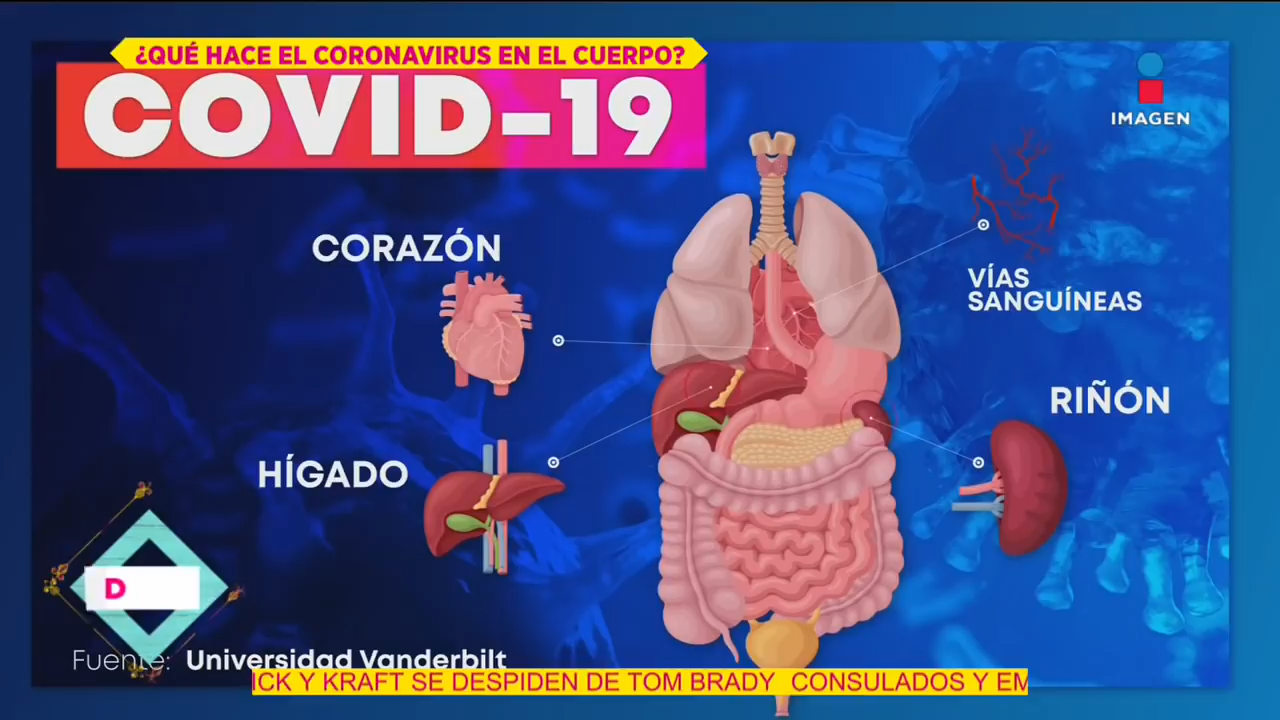 ¿QUÉ HACE EL CORONAVIRUS EN EL CUERPO?
COVID-19
IMAGEN
CORAZÓN
VÍAS
SANGUÍNEAS
RIÑÓN
HÍGADO
D
Fuente: Universidad Vanderbilt
ICK Y KRAFT SE DESPIDEN DE TOM BRADY CONSULADOS Y EM